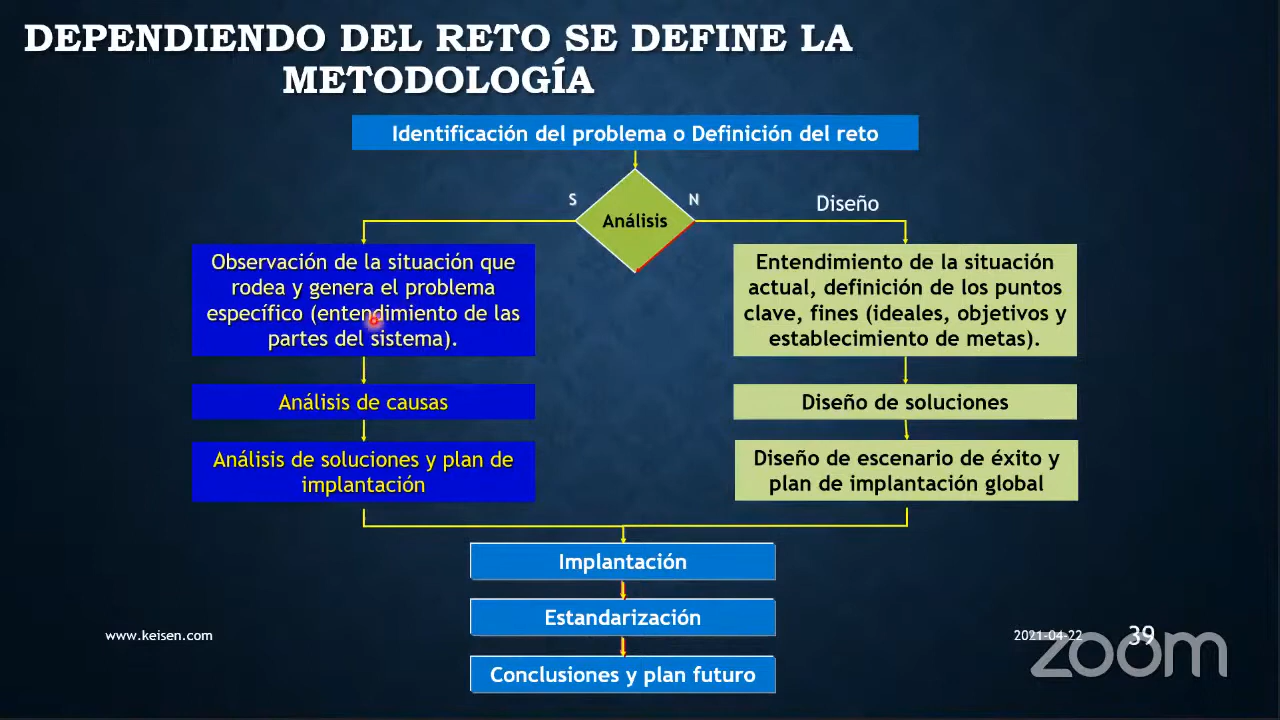 DEPENDIENDO DEL RETO SE DEFINE LA
METODOLOGÍA
Identificación del problema o Definición del reto
S
N
Análisis
Diseño
Observación de la situación que
rodea y genera el problema
específico (entendimiento de las
partes del sistema).
Entendimiento de la situación
actual, definición de los puntos
clave, fines (ideales, objetivos y
establecimiento de metas).
Análisis de causas
Diseño de soluciones
Análisis de soluciones y plan de
implantación
Diseño de escenario de éxito y
plan de implantación global
Implantación
Estandarización
Conclusiones y plan futuro
www.keisen.com
2021-04-22
39
zoom